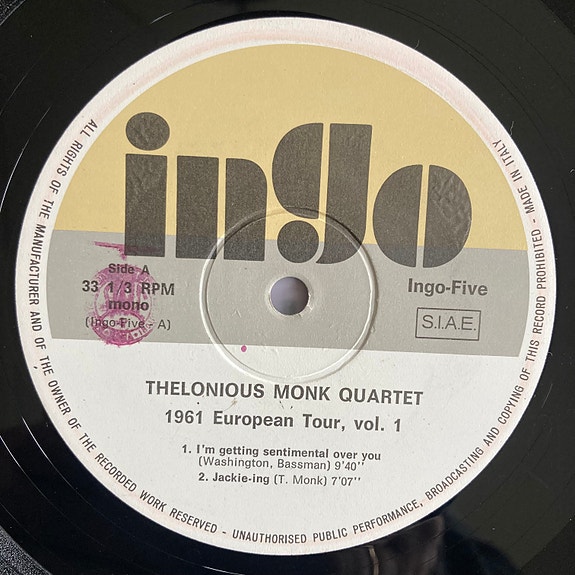 ingo
Side A
33 1/3 RPM
mono
(Ingo-Five - A)
Ingo-Five
S.I.A.E.
THELONIOUS MONK QUARTET
1961 European Tour, vol. 1
1. I'm getting sentimental over you
(Washington, Bassman) 9'40''
2. Jackie-ing (T. Monk) 7'07''
ALL RIGHTS OF THE MANUFACTURER AND OF THE OWNER OF THE RECORDED WORK RESERVED - UNAUTHORISED PUBLIC PERFORMANCE, BROADCASTING AND COPYING OF THIS RECORD PROHIBITED - MADE IN ITALY